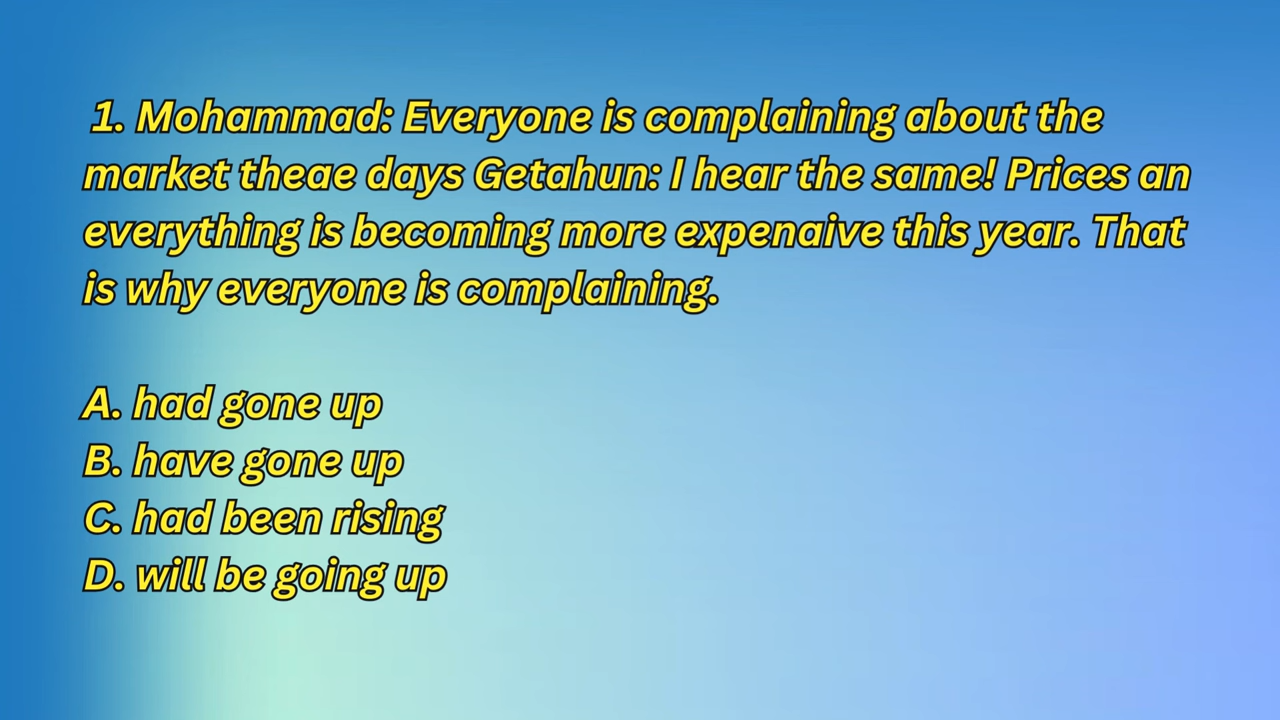 1. Mohammad: Everyone is complaining about the
market theae days Getahun: I hear the same! Prices an
everything is becoming more expenaive this year. That
is why everyone is complaining.
A. had gone up
B. have gone up
C. had been rising
D. will be going up